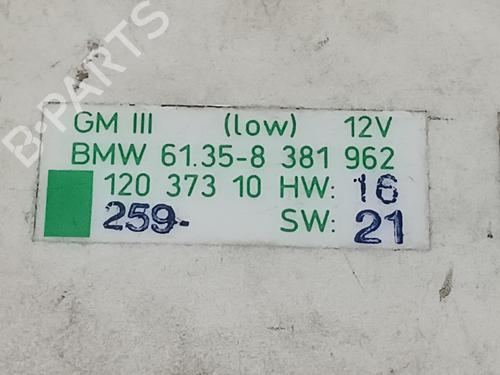 B-PARTS
GM III (low) 12V
BMW 61.35-8 381 962
120 373 10 HW: 16
259- SW: 21